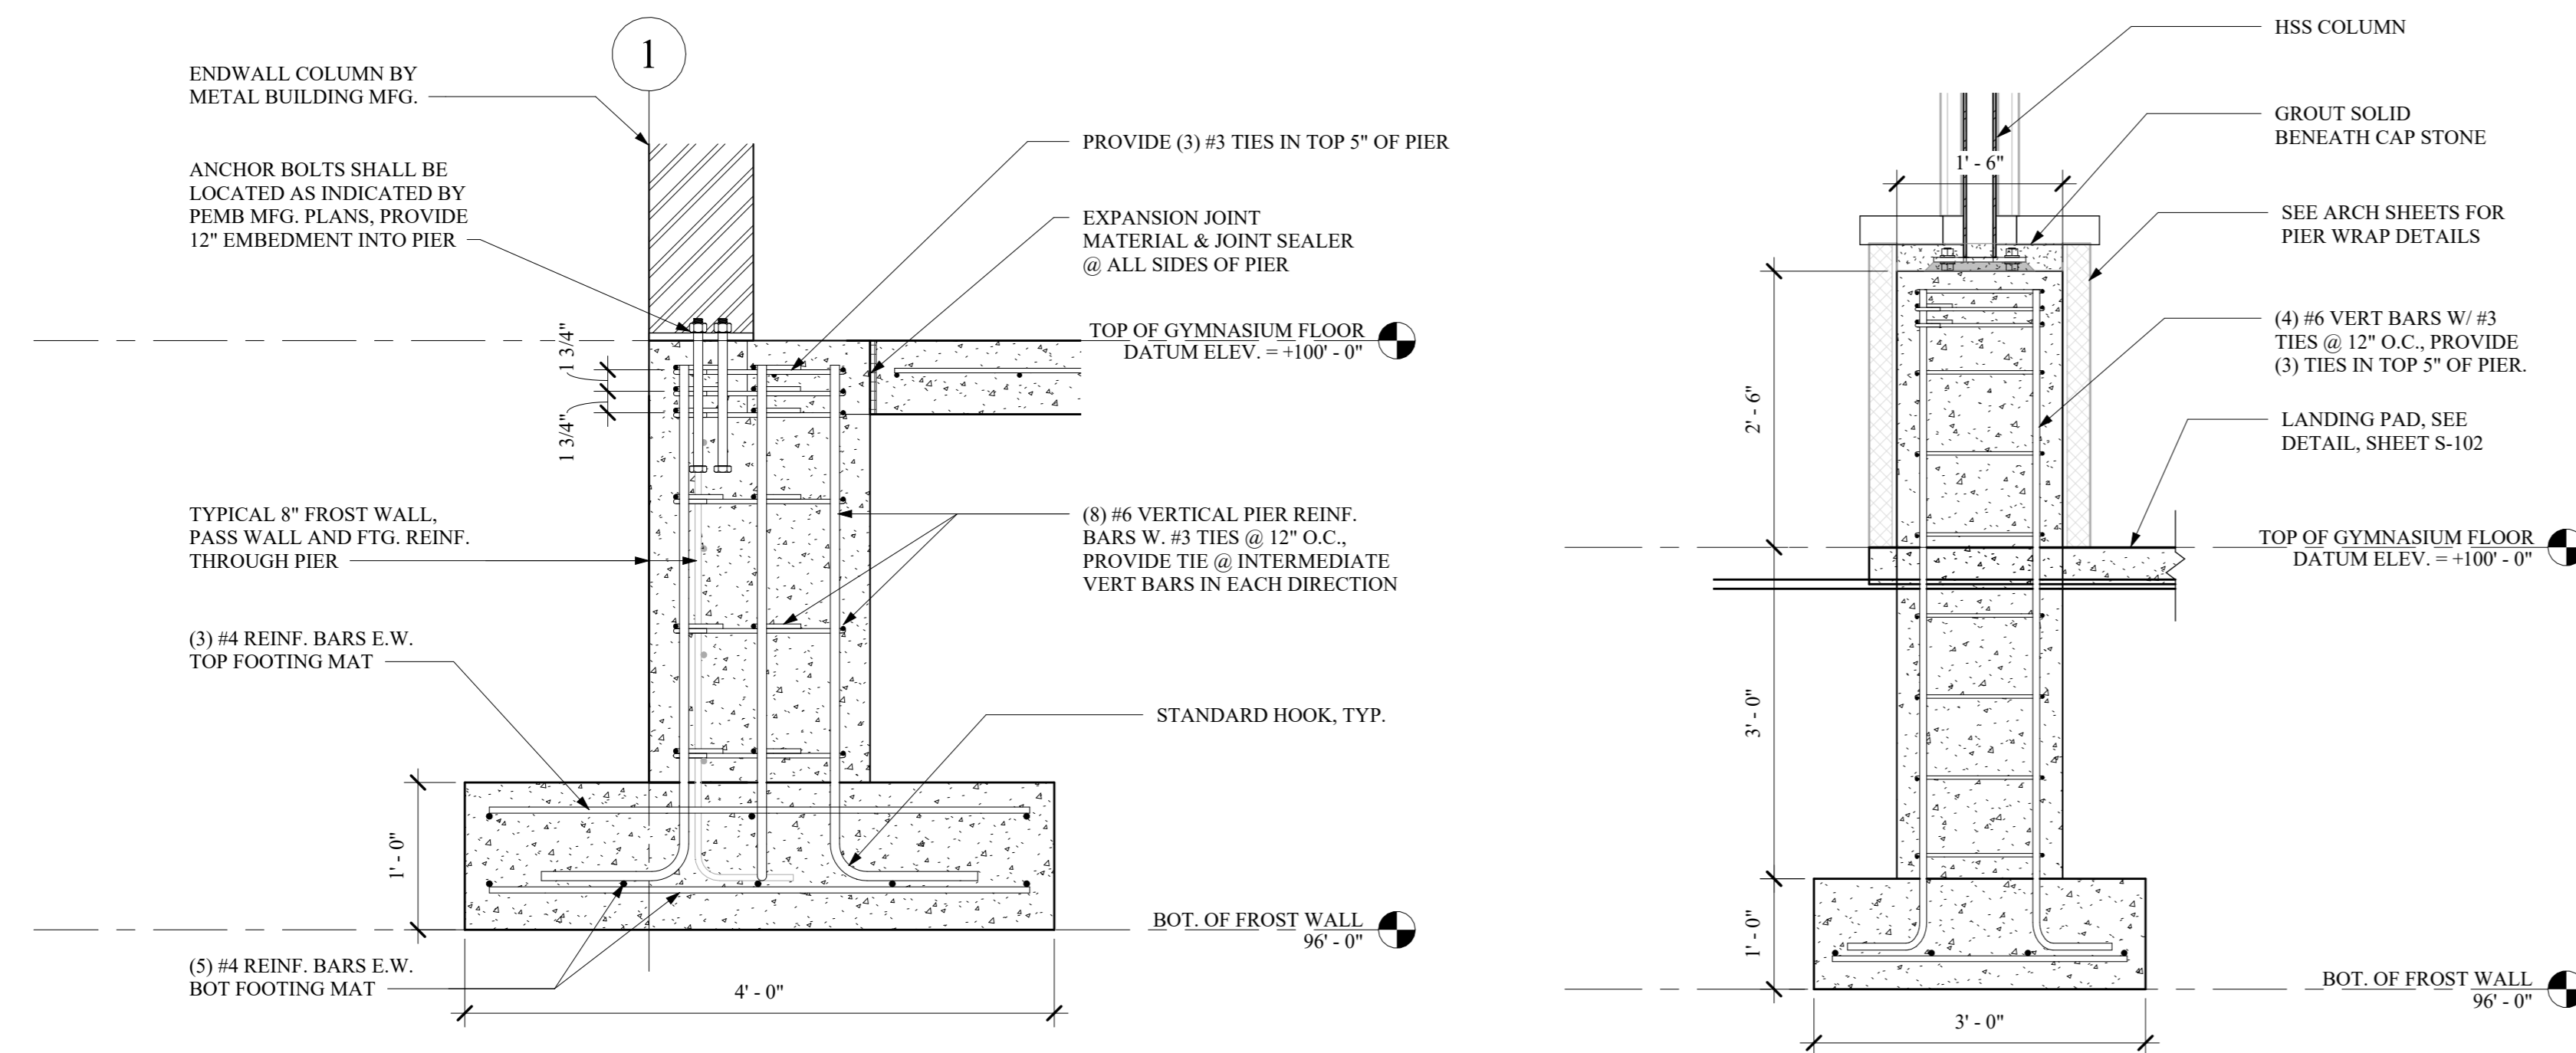 1
ENDWALL COLUMN BY
METAL BUILDING MFG.
ANCHOR BOLTS SHALL BE
LOCATED AS INDICATED BY
PEMB MFG. PLANS, PROVIDE
12" EMBEDMENT INTO PIER
1 3/4"
1 3/4"
TYPICAL 8" FROST WALL,
PASS WALL AND FTG. REINF.
THROUGH PIER
(3) #4 REINF. BARS E.W.
TOP FOOTING MAT
1' - 0"
(5) #4 REINF. BARS E.W.
BOT FOOTING MAT
4' - 0"
PROVIDE (3) #3 TIES IN TOP 5" OF PIER
EXPANSION JOINT
MATERIAL & JOINT SEALER
@ ALL SIDES OF PIER
TOP OF GYMNASIUM FLOOR
DATUM ELEV. = +100' - 0"
(8) #6 VERTICAL PIER REINF.
BARS W. #3 TIES @ 12" O.C.,
PROVIDE TIE @ INTERMEDIATE
VERT BARS IN EACH DIRECTION
STANDARD HOOK, TYP.
BOT. OF FROST WALL
96' - 0"
1' - 6"
2' - 6"
3' - 0"
1' - 0"
3' - 0"
HSS COLUMN
GROUT SOLID
BENEATH CAP STONE
SEE ARCH SHEETS FOR
PIER WRAP DETAILS
(4) #6 VERT BARS W/ #3
TIES @ 12" O.C., PROVIDE
(3) TIES IN TOP 5" OF PIER.
LANDING PAD, SEE
DETAIL, SHEET S-102
TOP OF GYMNASIUM FLOOR
DATUM ELEV. = +100' - 0"
BOT. OF FROST WALL
96' - 0"